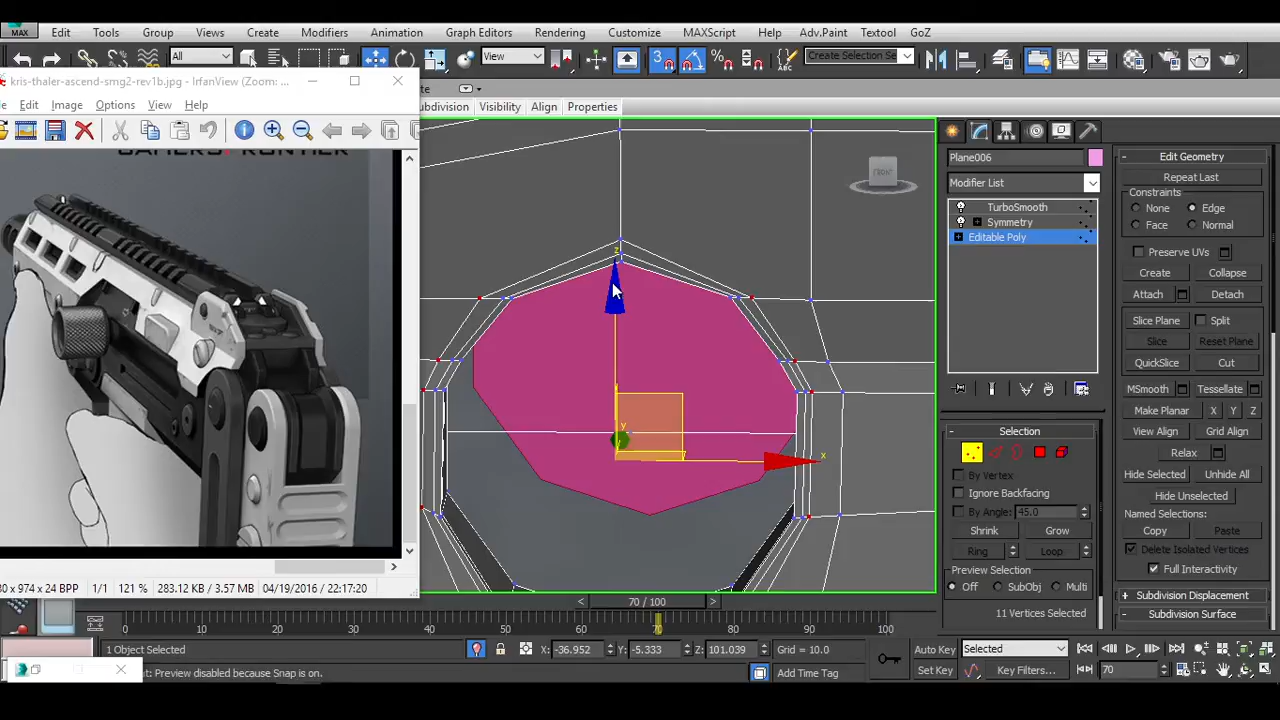 MAX Edit Tools Group Views Create Modifiers Animation Graph Editors Rendering Customize MAXScript Help Adv.Paint Textool GoZ
All View 3 Create Selection Se
kris-thaler-ascend-smg2-rev1b.jpg - IrfanView (Zoom: ...
Edit Image Options View Help
ubdivision Visibility Align Properties
FRONT
z
y
x
Plane006
Modifier List
TurboSmooth
Symmetry
Editable Poly
Selection
By Vertex
Ignore Backfacing
By Angle: 45.0
Shrink Grow
Ring Loop
Preview Selection
Off SubObj Multi
11 Vertices Selected
Edit Geometry
Repeat Last
Constraints
None Edge
Face Normal
Preserve UVs
Create Collapse
Attach Detach
Slice Plane Split
Slice Reset Plane
QuickSlice Cut
MSmooth Tessellate
Make Planar X Y Z
View Align Grid Align
Relax
Hide Selected Unhide All
Hide Unselected
Named Selections:
Copy Paste
Delete Isolated Vertices
Full Interactivity
Subdivision Displacement
Subdivision Surface
30 x 974 x 24 BPP 1/1 121 % 283.12 KB / 3.57 MB 04/19/2016 / 22:17:20
70 / 100
0 10 20 30 40 50 60 70 80 90 100
1 Object Selected X: -36.952 Y: -5.333 Z: 101.039 Grid = 10.0 Auto Key Selected
ut: Preview disabled because Snap is on. Add Time Tag Set Key Key Filters... 70